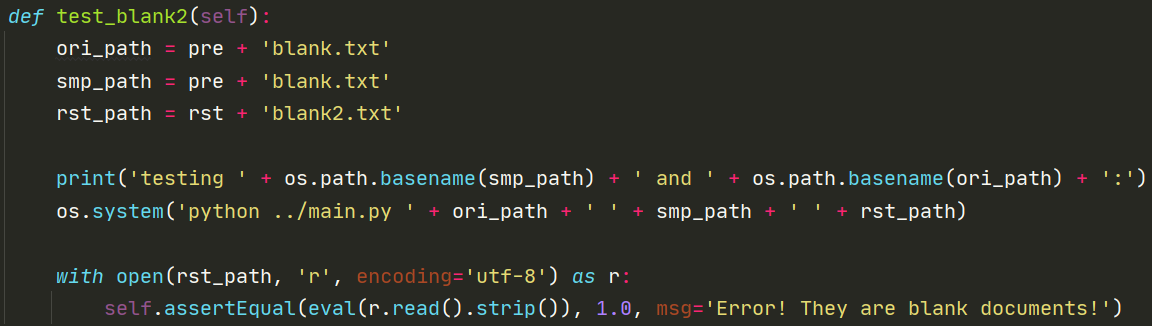 def test_blank2(self):
    ori_path = pre + 'blank.txt'
    smp_path = pre + 'blank.txt'
    rst_path = rst + 'blank2.txt'
    print('testing ' + os.path.basename(smp_path) + ' and ' + os.path.basename(ori_path) + ':')
    os.system('python ../main.py ' + ori_path + ' ' + smp_path + ' ' + rst_path)
    with open(rst_path, 'r', encoding='utf-8') as r:
        self.assertEqual(eval(r.read().strip()), 1.0, msg='Error! They are blank documents!')